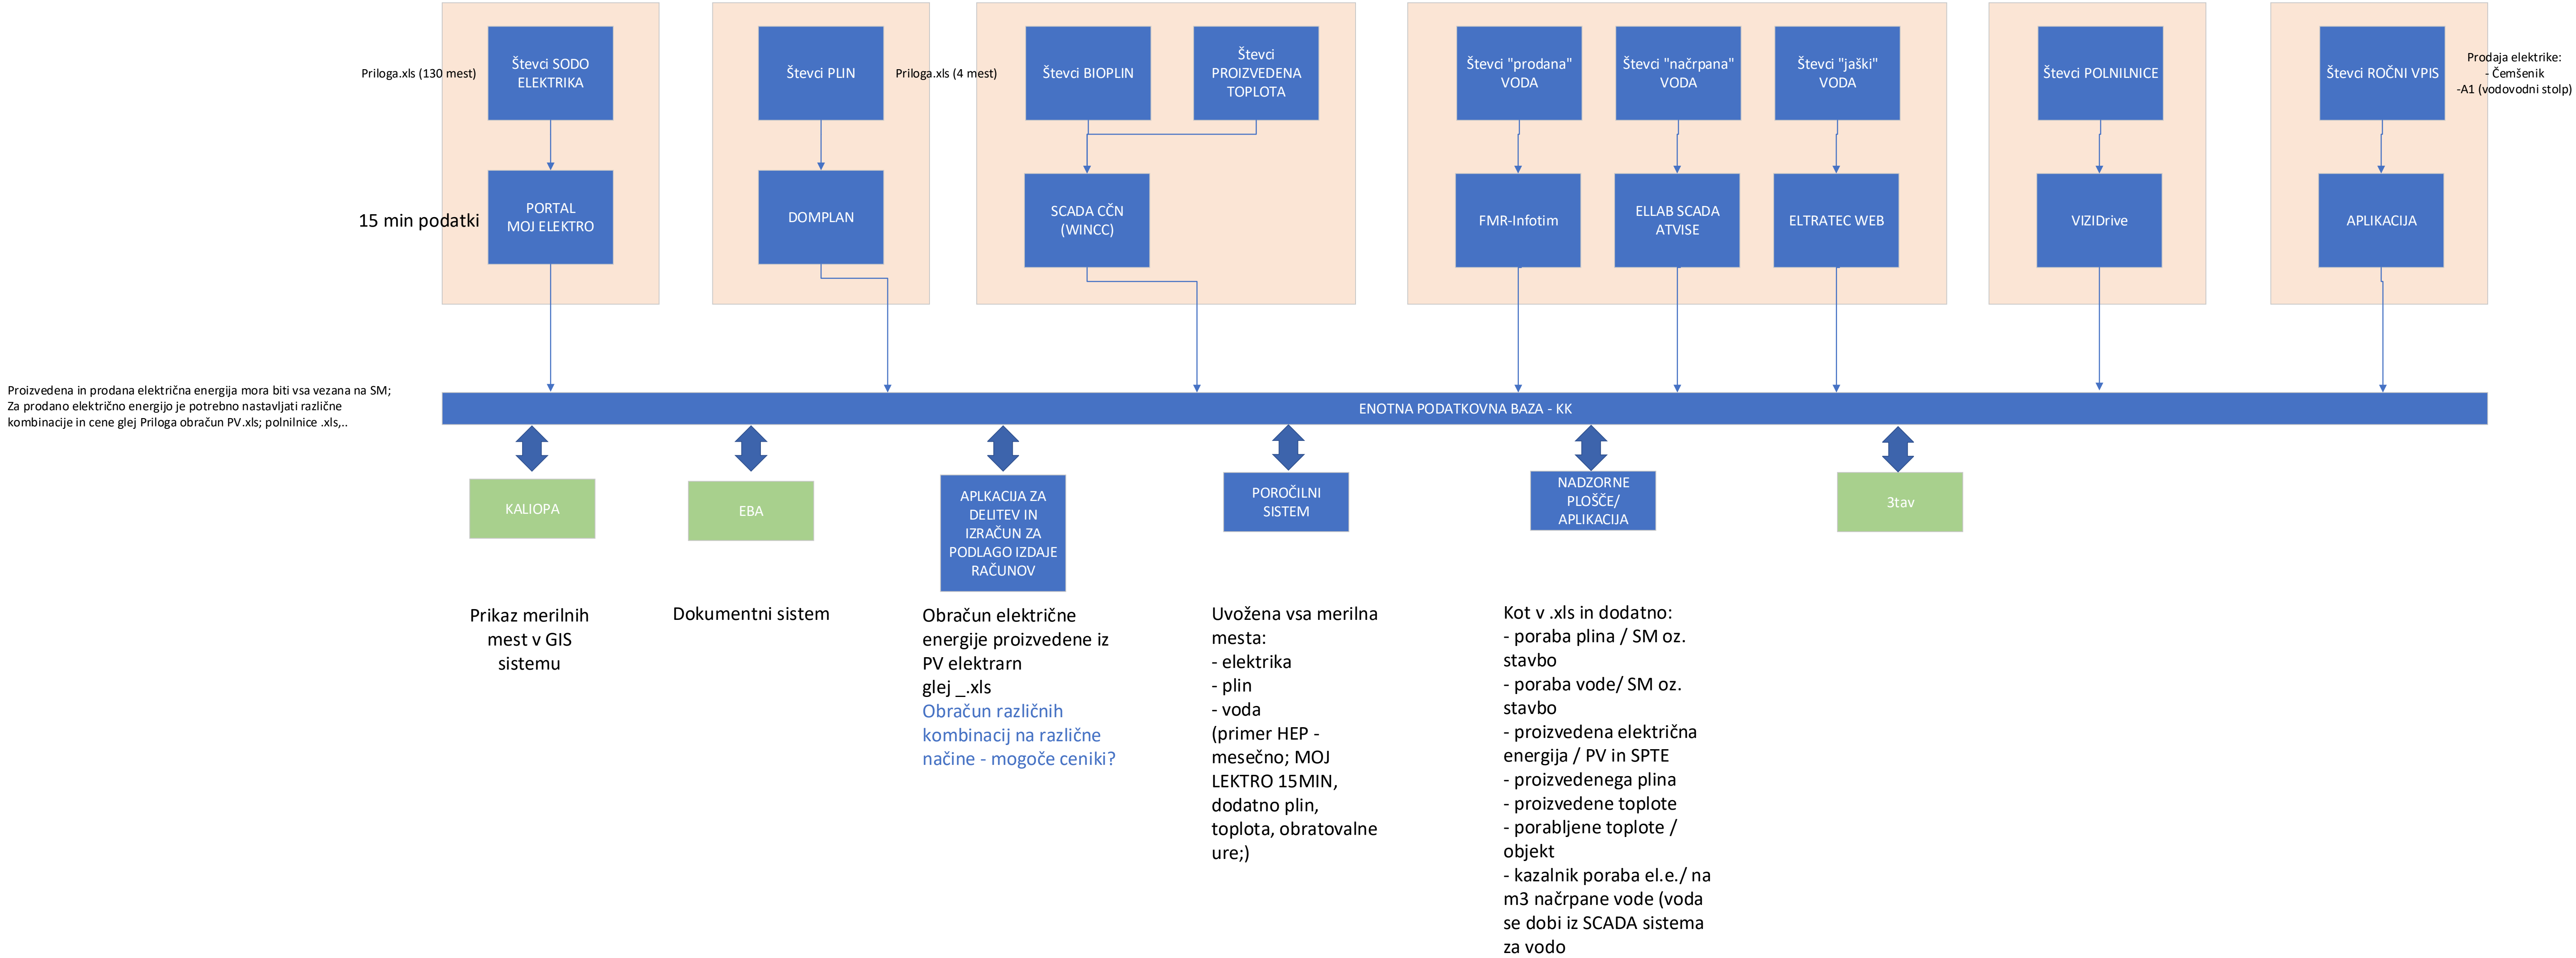 Priloga.xls (130 mest)
Števci SODO
ELEKTRIKA
Števci PLIN
Priloga.xls (4 mest)
Števci BIOPLIN
Števci
PROIZVEDENA
TOPLOTA
Števci "prodana"
VODA
Števci "načrpana"
VODA
Števci "jaški"
VODA
Števci POLNILNICE
Števci ROČNI VPIS
Prodaja elektrike:
- Čemšenik
-A1 (vodovodni stolp)
15 min podatki
PORTAL
MOJ ELEKTRO
DOMPLAN
SCADA CČN
(WINCC)
FMR-Infotim
ELLAB SCADA
ATVISE
ELTRATEC WEB
VIZIDrive
APLIKACIJA
Proizvedena in prodana električna energija mora biti vsa vezana na SM;
Za prodano električno energijo je potrebno nastavljati različne
kombinacije in cene glej Priloga obračun PV.xls; polnilnice .xls,..
ENOTNA PODATKOVNA BAZA - KK
KALIOPA
EBA
APLKACIJA ZA
DELITEV IN
IZRAČUN ZA
PODLAGO IZDAJE
RAČUNOV
POROČILNI
SISTEM
NADZORNE
PLOŠČE/
APLIKACIJA
3tav
Prikaz merilnih
mest v GIS
sistemu
Dokumentni sistem
Obračun električne
energije proizvedene iz
PV elektrarn
glej _.xls
Obračun različnih
kombinacij na različne
načine - mogoče ceniki?
Uvožena vsa merilna
mesta:
- elektrika
- plin
- voda
(primer HEP -
mesečno; MOJ
LEKTRO 15MIN,
dodatno plin,
toplota, obratovalne
ure;)
Kot v .xls in dodatno:
- poraba plina / SM oz.
stavbo
- poraba vode/ SM oz.
stavbo
- proizvedena električna
energija / PV in SPTE
- proizvedenega plina
- proizvedene toplote
- porabljene toplote /
objekt
- kazalnik poraba el.e./ na
m3 načrpane vode (voda
se dobi iz SCADA sistema
za vodo